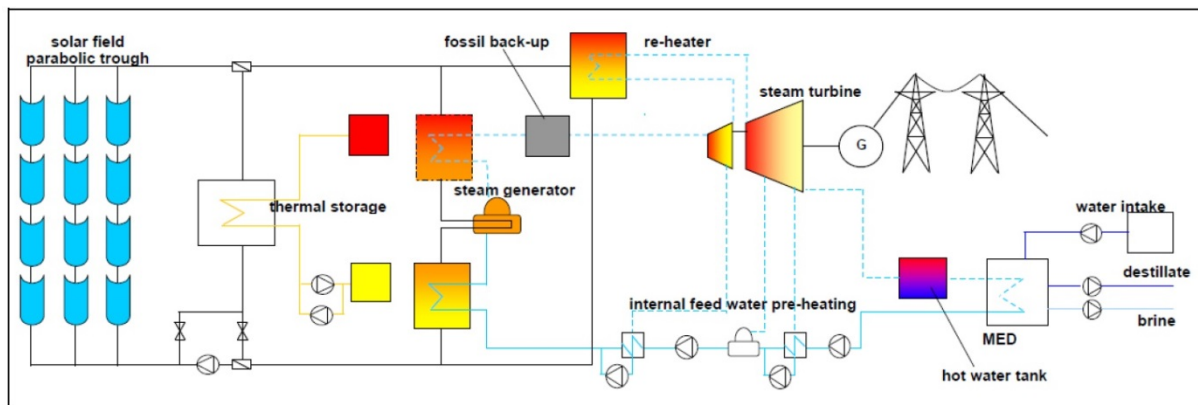 solar field
parabolic trough
fossil back-up
re-heater
steam turbine
G
steam generator
thermal storage
water intake
destillate
internal feed water pre-heating
brine
MED
hot water tank